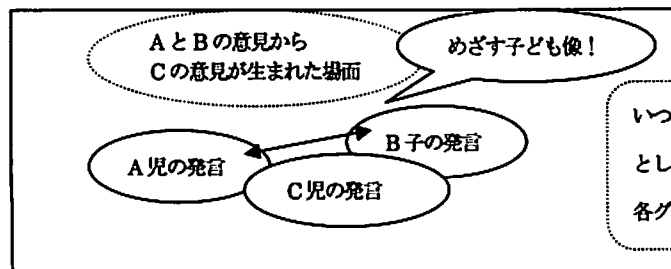 AとBの意見から
Cの意見が生まれた場面
めざす子ども像！
A児の発言
B子の発言
C児の発言
いつ
とし
各グ